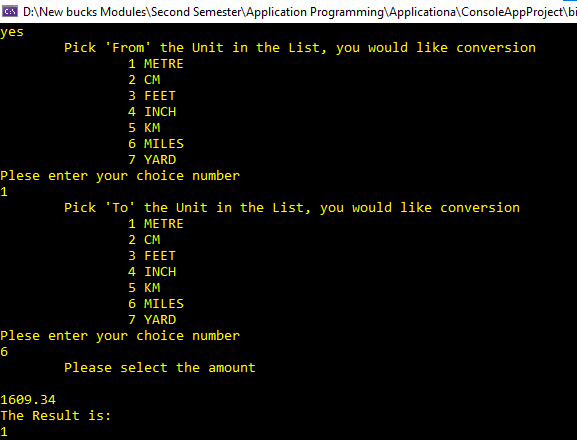 D:\New bucks Modules\Second Semester\Application Programming\Applicationa\ConsoleAppProject\bi
yes
Pick 'From' the Unit in the List, you would like conversion
1 METRE
2 CM
3 FEET
4 INCH
5 KM
6 MILES
7 YARD
Plese enter your choice number
1
Pick 'To' the Unit in the List, you would like conversion
1 METRE
2 CM
3 FEET
4 INCH
5 KM
6 MILES
7 YARD
Plese enter your choice number
6
Please select the amount
1609.34
The Result is:
1